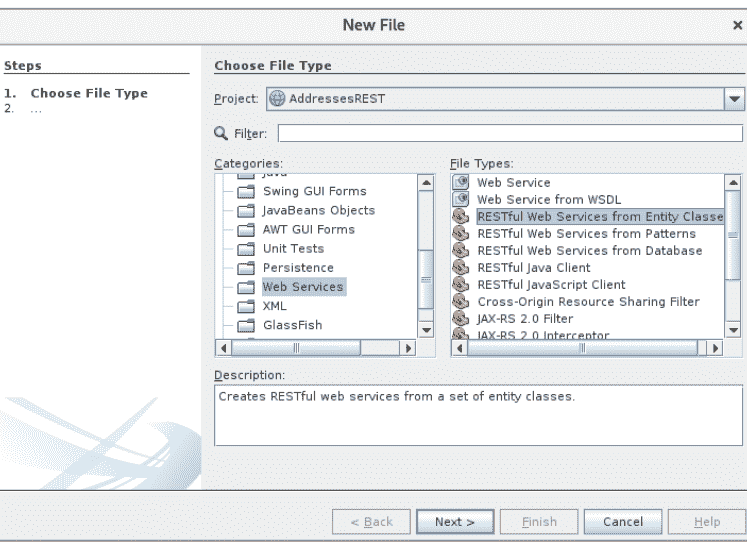 New File
×
Steps
1. Choose File Type
2. ...
Choose File Type
Project: AddressesREST
Filter:
Categories:
Java
Swing GUI Forms
JavaBeans Objects
AWT GUI Forms
Unit Tests
Persistence
Web Services
XML
GlassFish
File Types:
Web Service
Web Service from WSDL
RESTful Web Services from Entity Classe
RESTful Web Services from Patterns
RESTful Web Services from Database
RESTful Java Client
RESTful JavaScript Client
Cross-Origin Resource Sharing Filter
JAX-RS 2.0 Filter
JAX-RS 2.0 Interceptor
Description:
Creates RESTful web services from a set of entity classes.
< Back
Next >
Finish
Cancel
Help